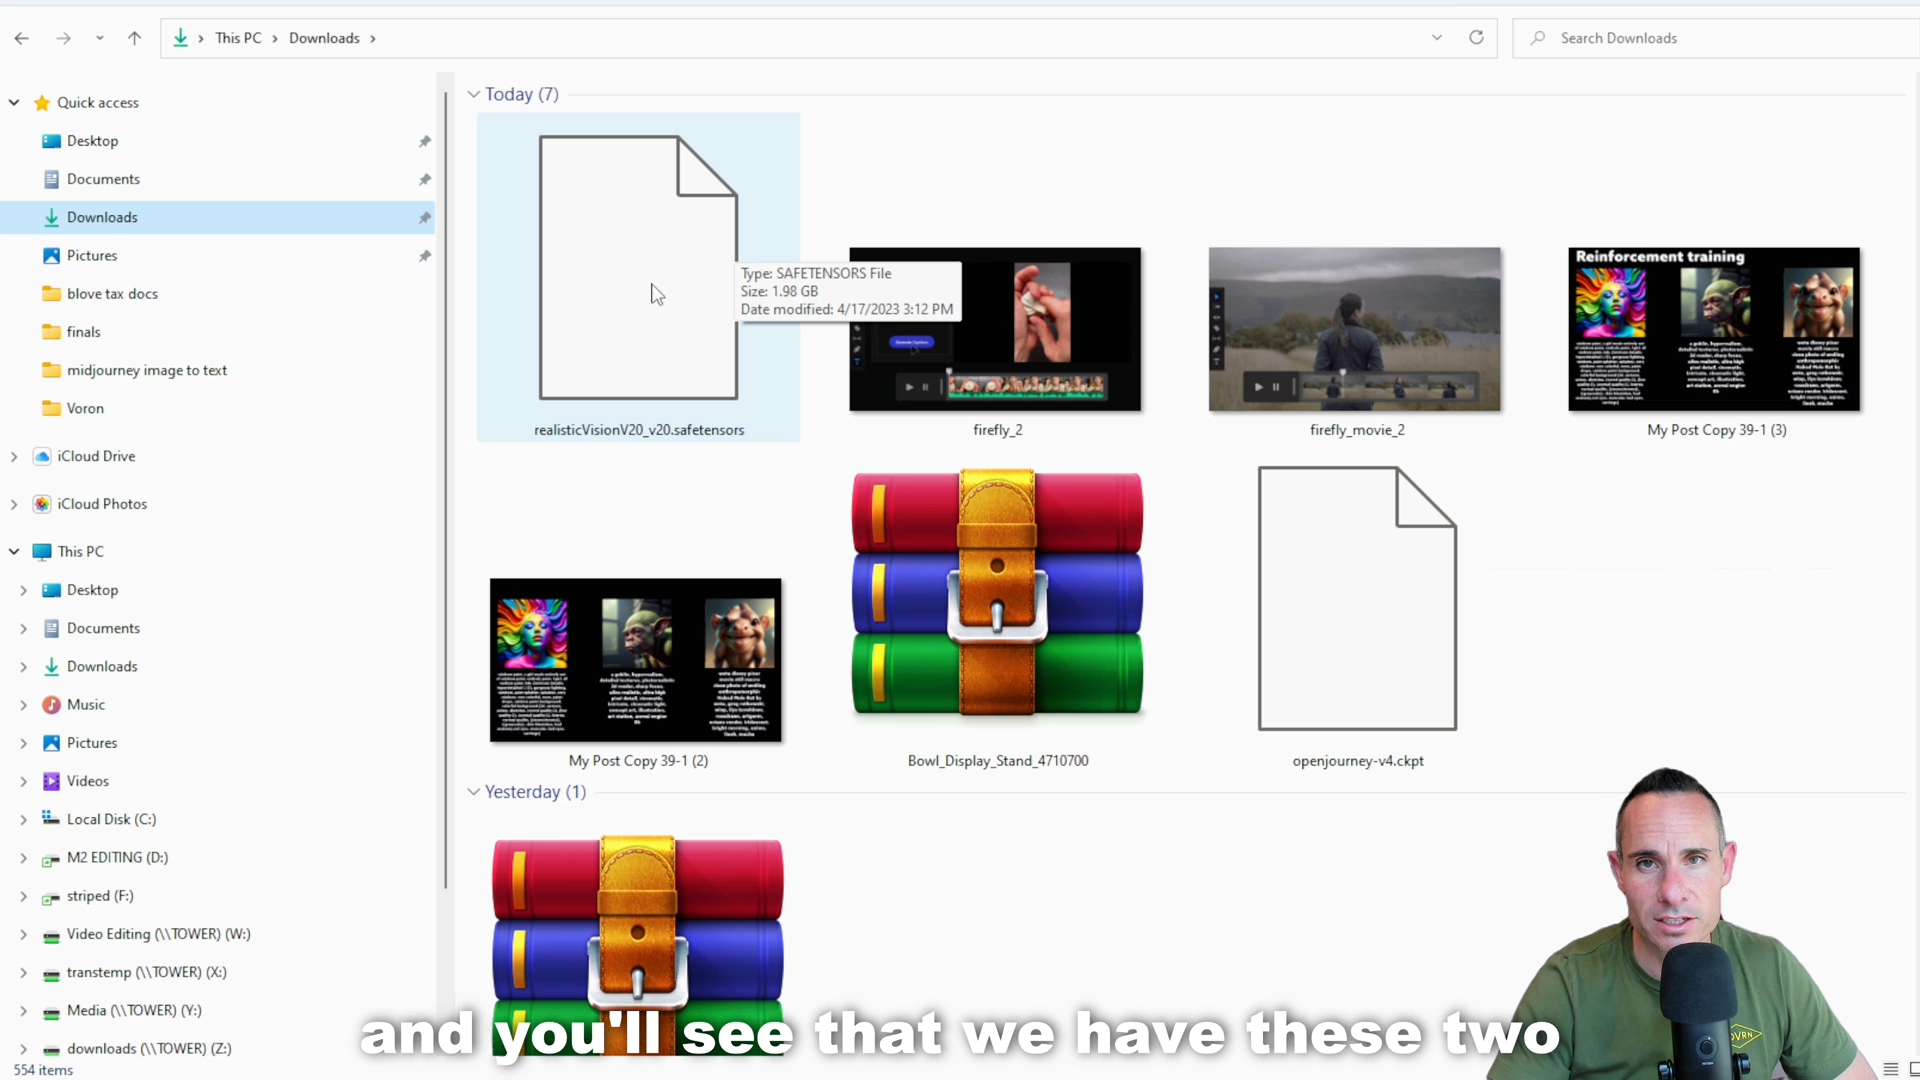 This PC
Downloads
Search Downloads
Quick access
Desktop
Documents
Downloads
Pictures
blove tax docs
finals
midjourney image to text
Voron
iCloud Drive
iCloud Photos
This PC
Desktop
Documents
Downloads
Music
Pictures
Videos
Local Disk (C:)
M2 EDITING (D:)
striped (F:)
Video Editing (\\TOWER) (W:)
transtemp (\\TOWER) (X:)
Media (\\TOWER) (Y:)
downloads (\\TOWER) (Z:)
554 items
Today (7)
Type: SAFETENSORS File
Size: 1.98 GB
Date modified: 4/17/2023 3:12 PM
Reinforcement training
realisticVisionV20_v20.safetensors
firefly_2
firefly_movie_2
My Post Copy 39-1 (3)
My Post Copy 39-1 (2)
Bowl_Display_Stand_4710700
openjourney-v4.ckpt
Yesterday (1)
and you'll see that we have these two